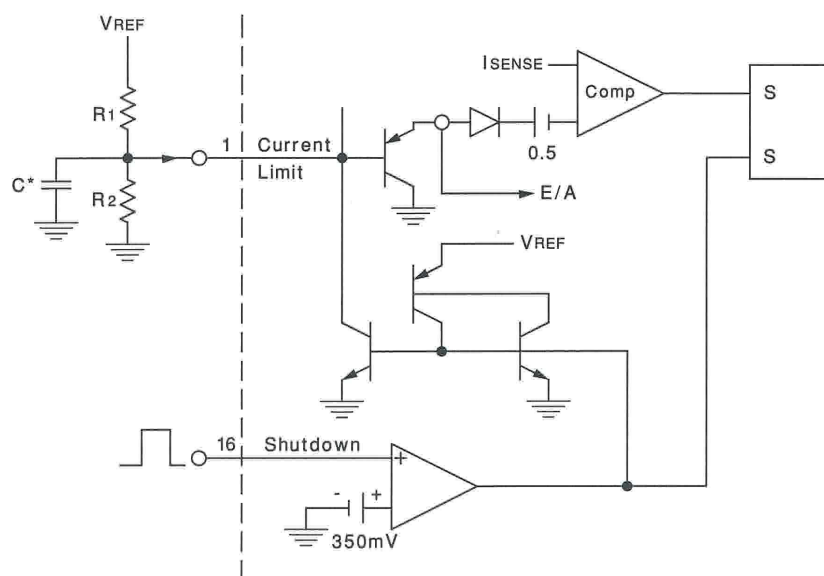 VREF
R1
C*
R2
1
Current
Limit
ISENSE
Comp
0.5
E/A
S
S
VREF
16
Shutdown
+
- +
350mV